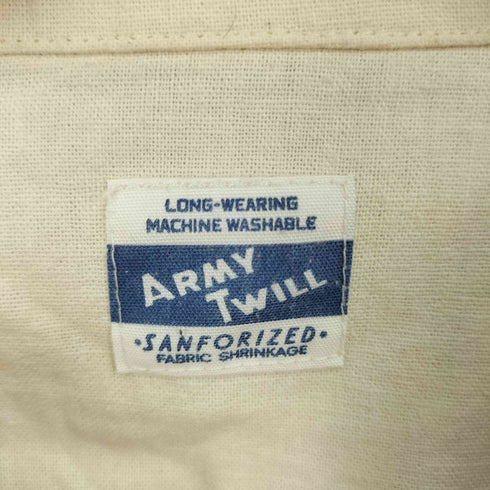 LONG-WEARING
MACHINE WASHABLE
ARMY
TWILL
·SANFORIZED·
FABRIC SHRINKAGE